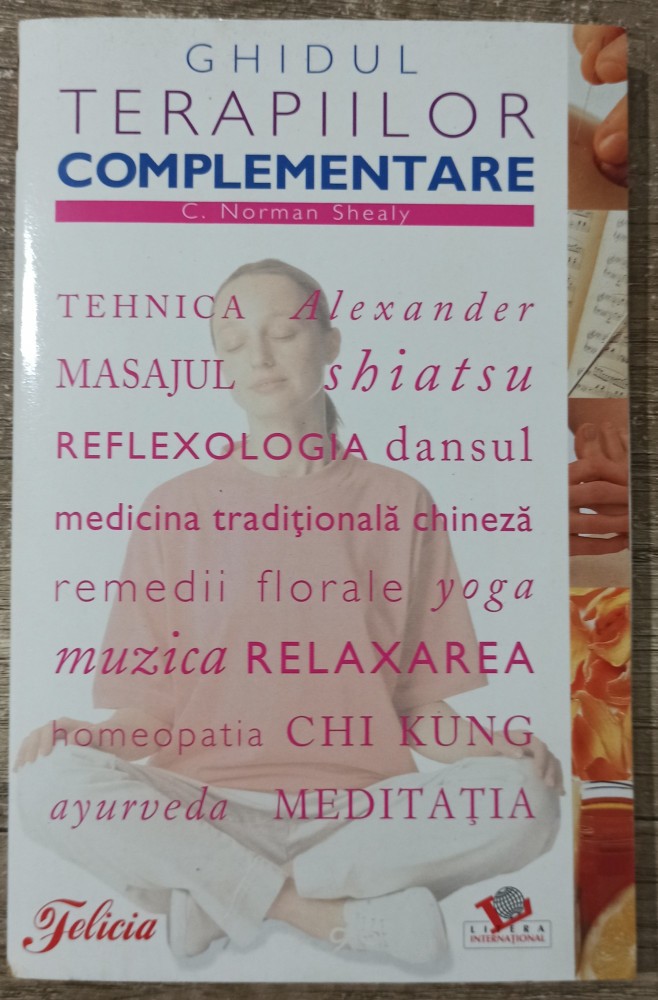 GHIDUL
TERAPIILOR
COMPLEMENTARE
C. Norman Shealy
TEHNICA Alexander
MASAJUL shiatsu
REFLEXOLOGIA dansul
medicina tradiţională chineză
remedii florale yoga
muzica RELAXAREA
homeopatia CHI KUNG
ayurveda MEDITAŢIA
Felicia
LITERA
INTERNAŢIONAL